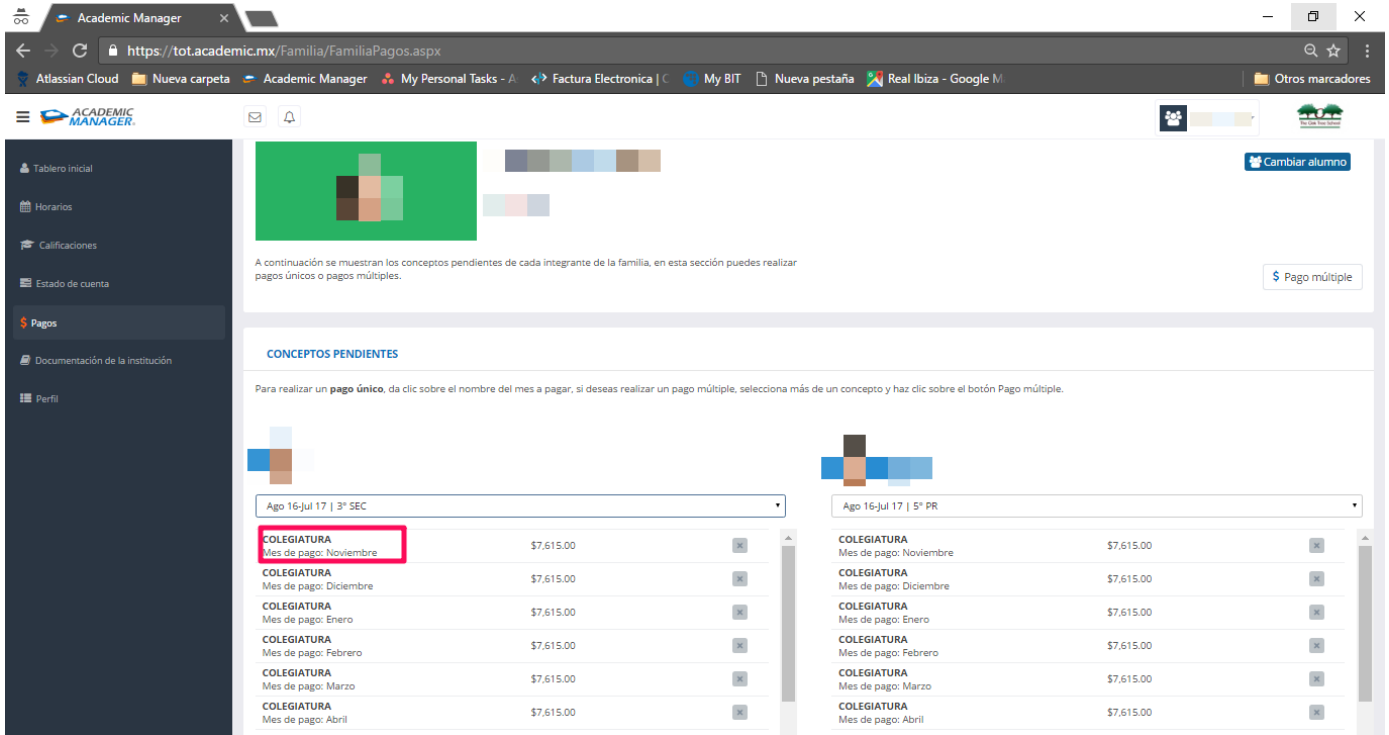 Academic Manager
https://tot.academic.mx/Familia/FamiliaPagos.aspx
Atlassian Cloud Nueva carpeta Academic Manager My Personal Tasks - A Factura Electronica | C My BIT Nueva pestaña Real Ibiza - Google M Otros marcadores
ACADEMIC
MANAGER
The Oak Tree School
Tablero inicial
Horarios
Calificaciones
Estado de cuenta
$ Pagos
Documentación de la institución
Perfil
Cambiar alumno
A continuación se muestran los conceptos pendientes de cada integrante de la familia, en esta sección puedes realizar
pagos únicos o pagos múltiples.
$ Pago múltiple
CONCEPTOS PENDIENTES
Para realizar un pago único, da clic sobre el nombre del mes a pagar, si deseas realizar un pago múltiple, selecciona más de un concepto y haz clic sobre el botón Pago múltiple.
Ago 16-Jul 17 | 3° SEC
COLEGIATURA
Mes de pago: Noviembre
$7,615.00
COLEGIATURA
Mes de pago: Diciembre
$7,615.00
COLEGIATURA
Mes de pago: Enero
$7,615.00
COLEGIATURA
Mes de pago: Febrero
$7,615.00
COLEGIATURA
Mes de pago: Marzo
$7,615.00
COLEGIATURA
Mes de pago: Abril
$7,615.00
Ago 16-Jul 17 | 5° PR
COLEGIATURA
Mes de pago: Noviembre
$7,615.00
COLEGIATURA
Mes de pago: Diciembre
$7,615.00
COLEGIATURA
Mes de pago: Enero
$7,615.00
COLEGIATURA
Mes de pago: Febrero
$7,615.00
COLEGIATURA
Mes de pago: Marzo
$7,615.00
COLEGIATURA
Mes de pago: Abril
$7,615.00